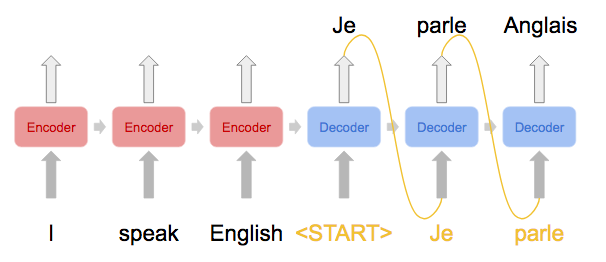 Je parle Anglais
Encoder Encoder Encoder Decoder Decoder Decoder
I speak English <START> Je parle